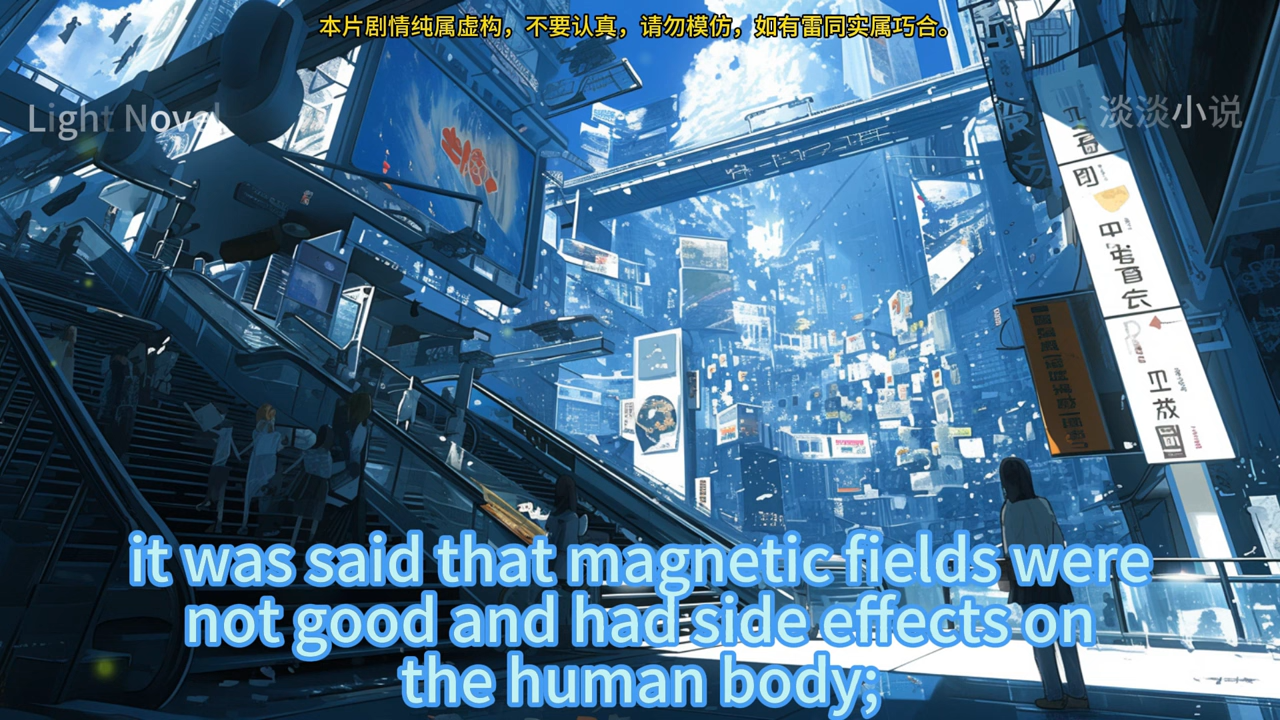 本片剧情纯属虚构，不要认真，请勿模仿，如有雷同实属巧合。
Light Novel
淡淡小说
it was said that magnetic fields were
not good and had side effects on
the human body;